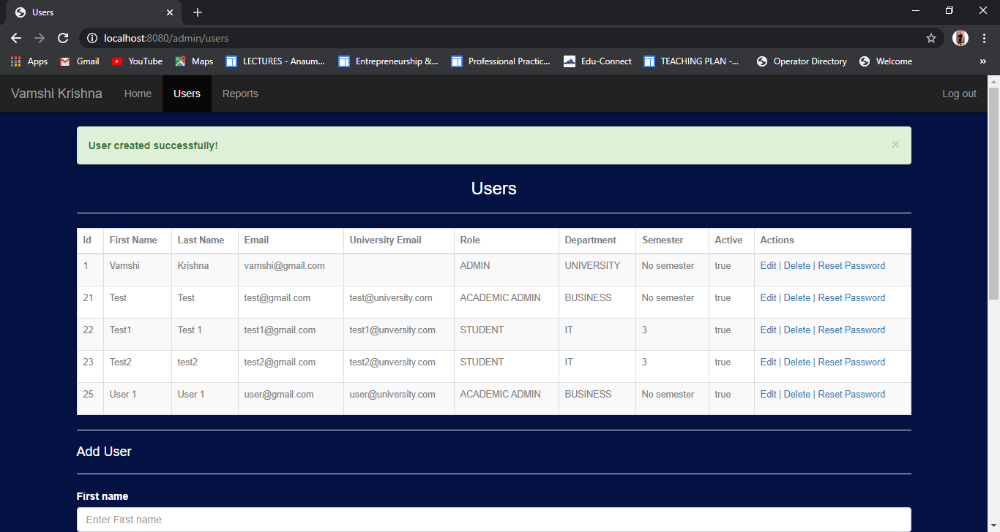 Users
localhost:8080/admin/users
Apps Gmail YouTube Maps LECTURES - Anaum... Entrepreneurship &... Professional Practic... Edu-Connect TEACHING PLAN -... Operator Directory Welcome »
Vamshi Krishna Home Users Reports Log out
User created successfully! ×
Users
Id First Name Last Name Email University Email Role Department Semester Active Actions
1 Vamshi Krishna vamshi@gmail.com ADMIN UNIVERSITY No semester true Edit | Delete | Reset Password
21 Test Test test@gmail.com test@university.com ACADEMIC ADMIN BUSINESS No semester true Edit | Delete | Reset Password
22 Test1 Test 1 test1@gmail.com test1@unversity.com STUDENT IT 3 true Edit | Delete | Reset Password
23 Test2 test2 test2@gmail.com test2@unversity.com STUDENT IT 3 true Edit | Delete | Reset Password
25 User 1 User 1 user@gmail.com user@university.com ACADEMIC ADMIN BUSINESS No semester true Edit | Delete | Reset Password
Add User
First name
Enter First name